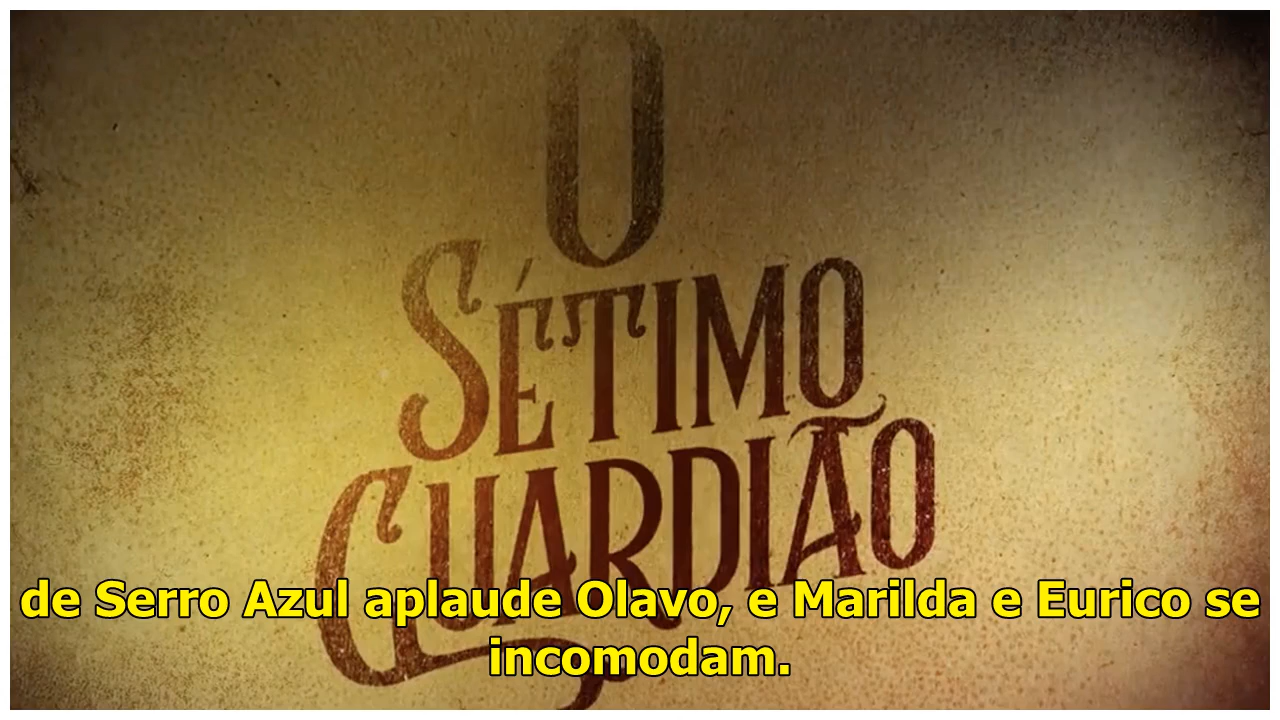 O
SÉTIMO
GUARDIÃO
de Serro Azul aplaude Olavo, e Marilda e Eurico se
incomodam.